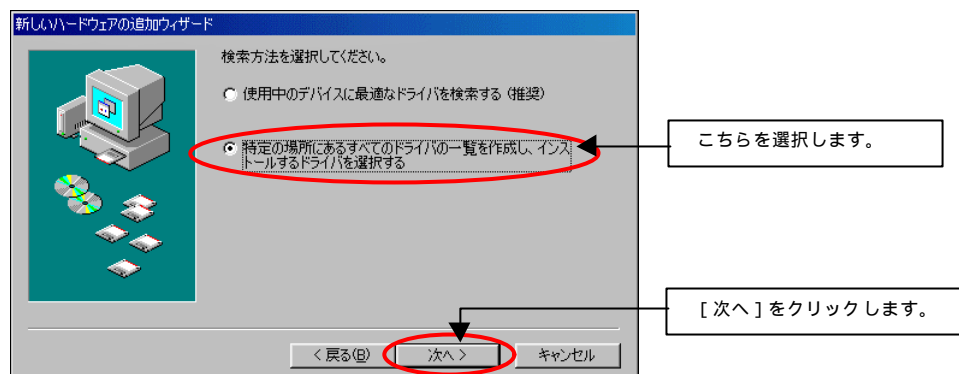 新しいハードウェアの追加ウィザード
検索方法を選択してください。
使用中のデバイスに最適なドライバを検索する (推奨)
特定の場所にあるすべてのドライバの一覧を作成し、インス
トールするドライバを選択する
こちらを選択します。
[ 次へ ] をクリックします。
< 戻る(B)
次へ >
キャンセル